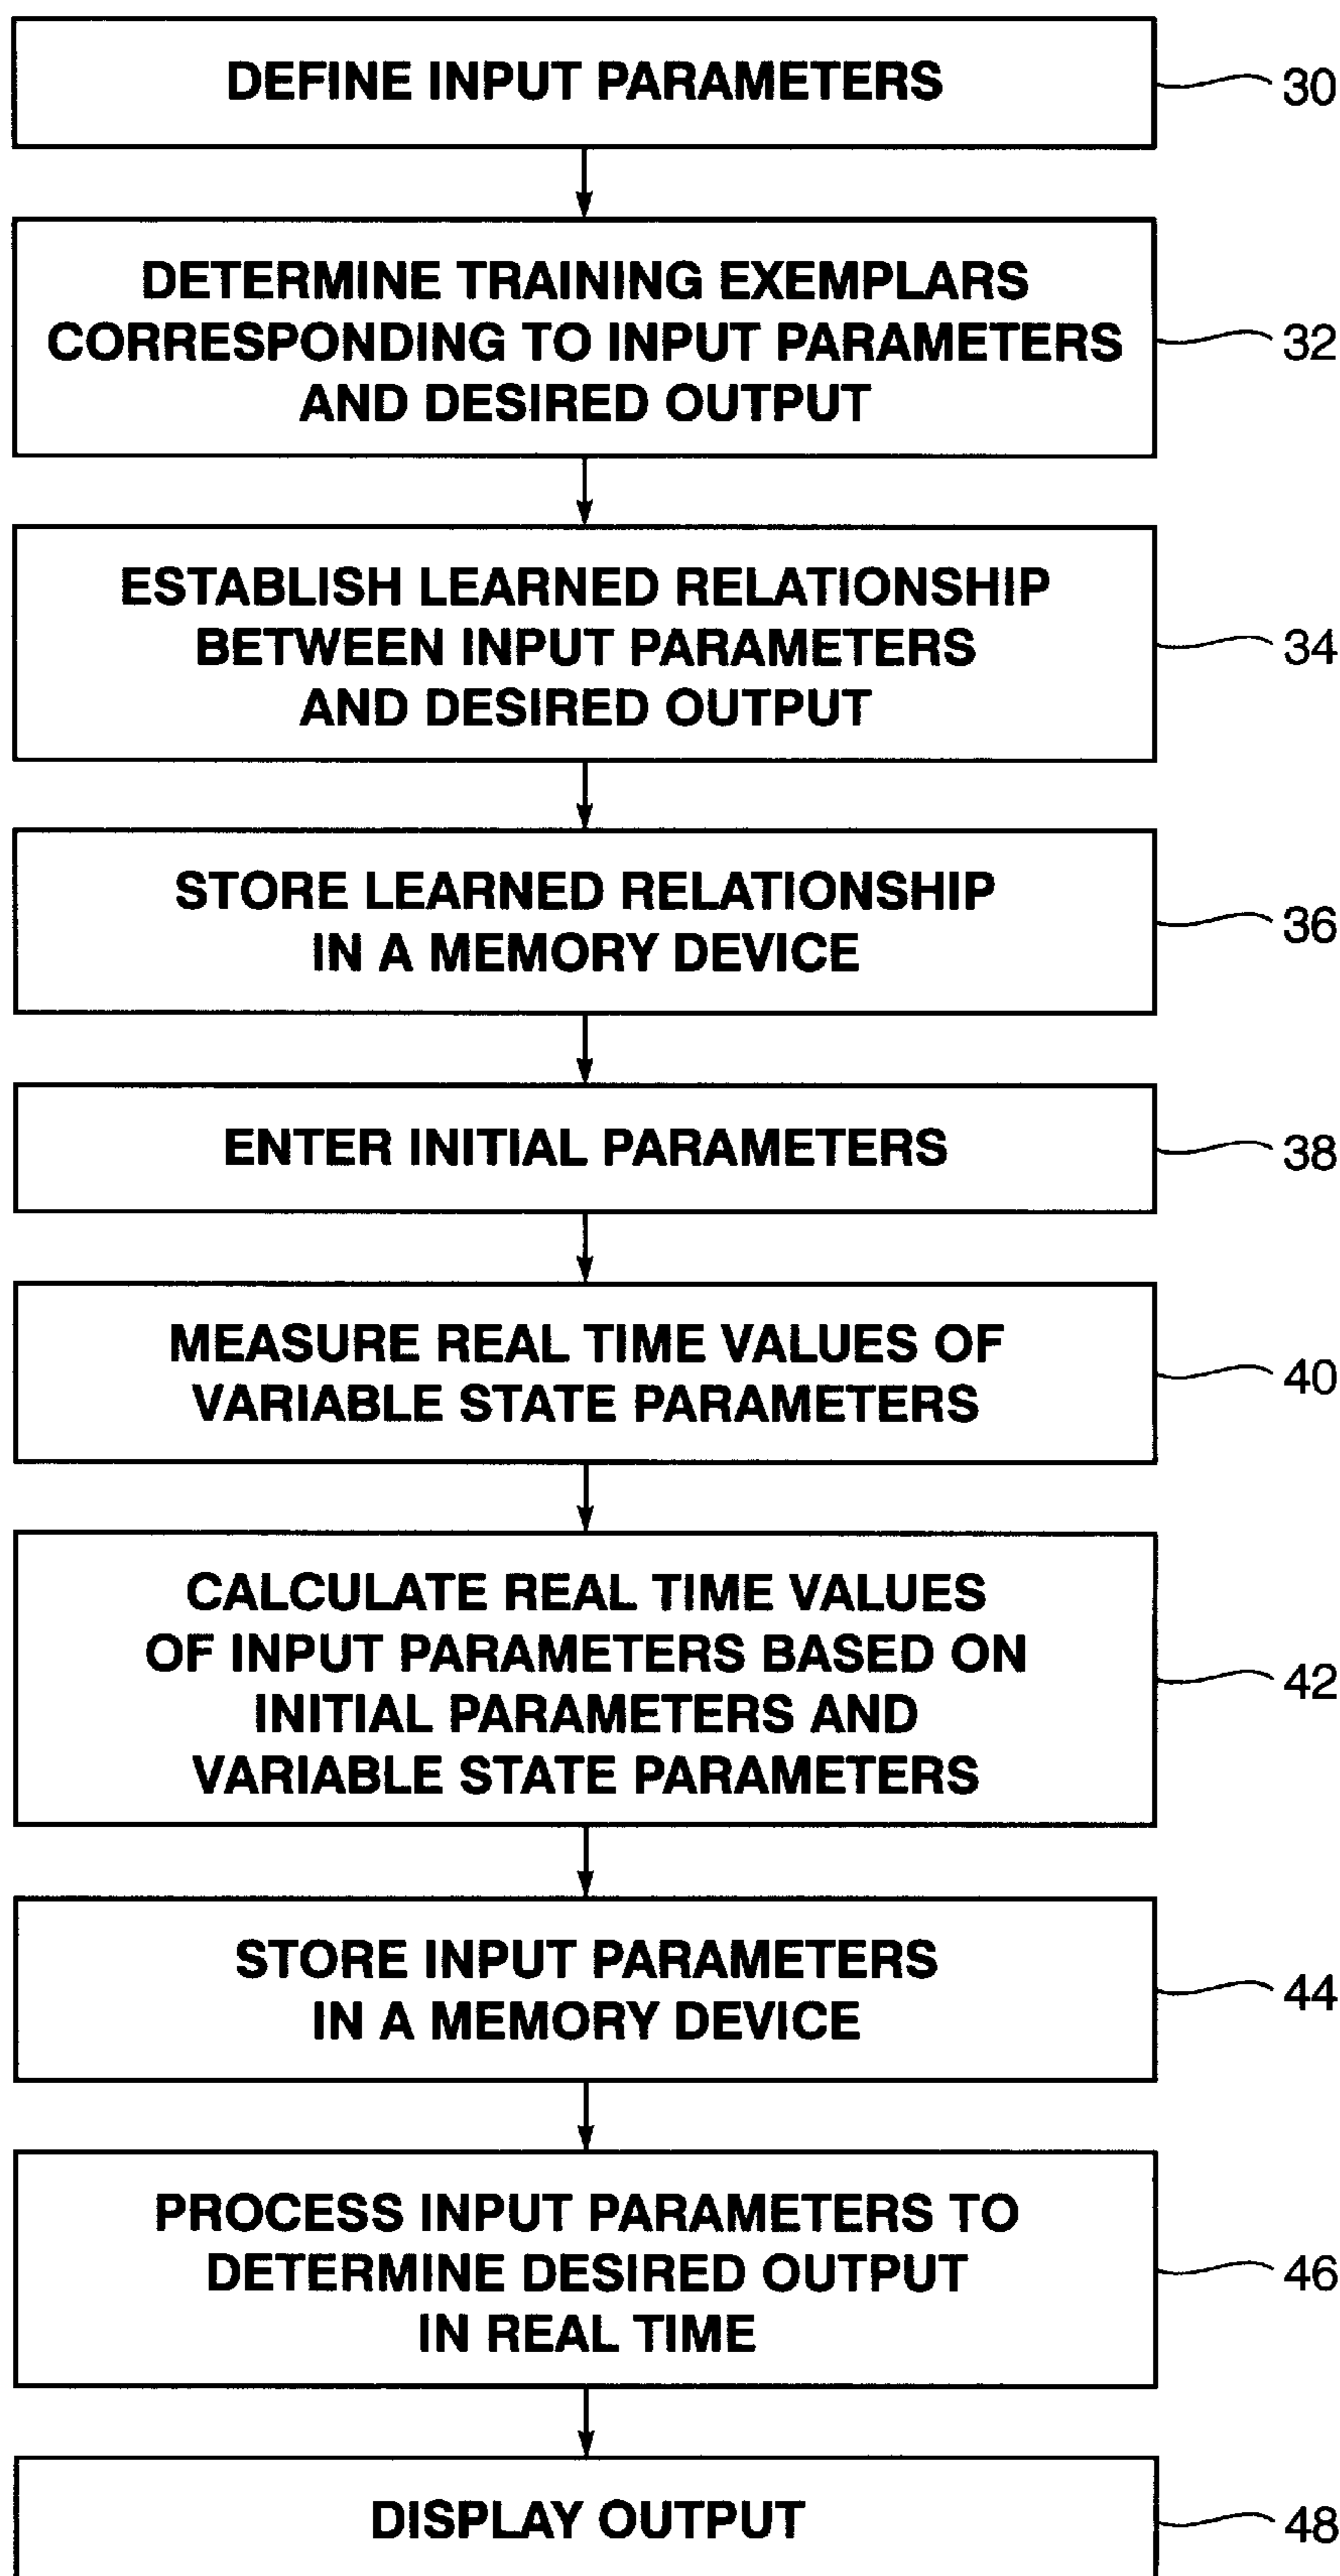 DEFINE INPUT PARAMETERS
30
DETERMINE TRAINING EXEMPLARS
CORRESPONDING TO INPUT PARAMETERS
AND DESIRED OUTPUT
32
ESTABLISH LEARNED RELATIONSHIP
BETWEEN INPUT PARAMETERS
AND DESIRED OUTPUT
34
STORE LEARNED RELATIONSHIP
IN A MEMORY DEVICE
36
ENTER INITIAL PARAMETERS
38
MEASURE REAL TIME VALUES OF
VARIABLE STATE PARAMETERS
40
CALCULATE REAL TIME VALUES
OF INPUT PARAMETERS BASED ON
INITIAL PARAMETERS AND
VARIABLE STATE PARAMETERS
42
STORE INPUT PARAMETERS
IN A MEMORY DEVICE
44
PROCESS INPUT PARAMETERS TO
DETERMINE DESIRED OUTPUT
IN REAL TIME
46
DISPLAY OUTPUT
48